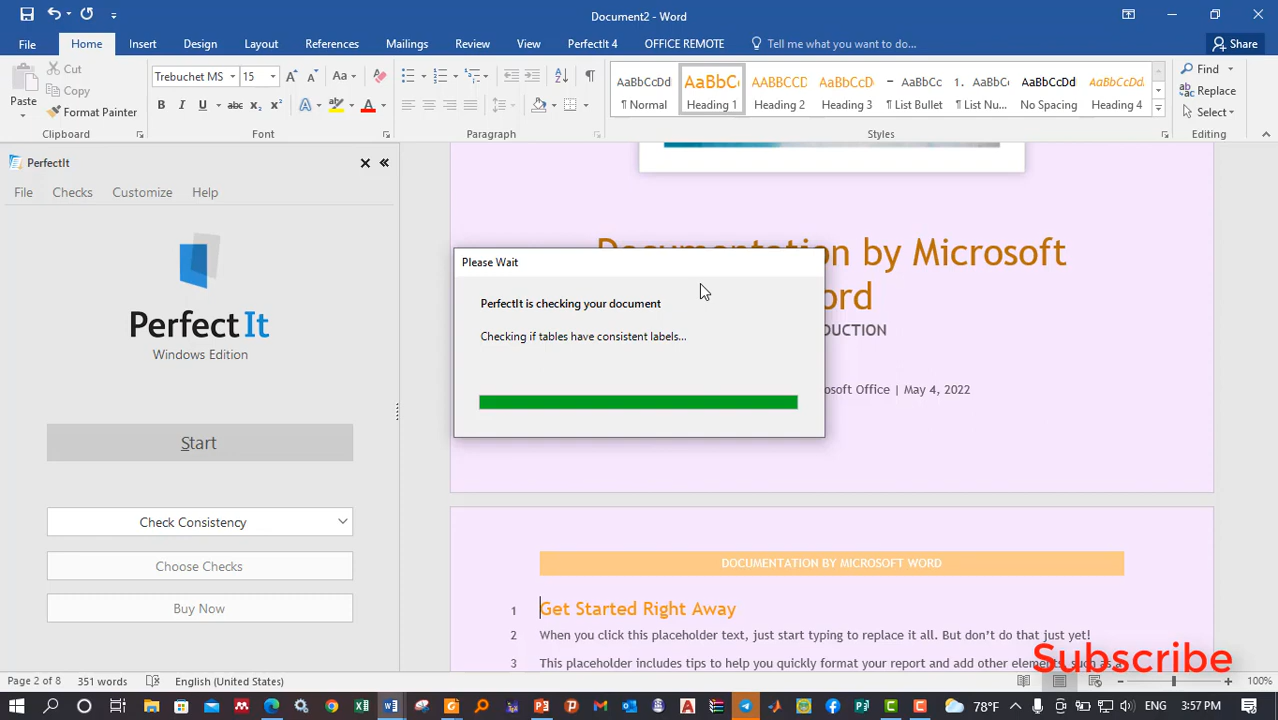 Document2 - Word
File Home Insert Design Layout References Mailings Review View PerfectIt 4 OFFICE REMOTE Tell me what you want to do... Share
Paste
Cut
Copy
Format Painter
Trebuchet MS 15
AaBbCcDd AaBbC AABBCCD AaBbCcDd AaBbCc 1. AaBbCc AaBbCcDd AaBbCcDd
¶ Normal Heading 1 Heading 2 Heading 3 ¶ List Bullet ¶ List Nu... No Spacing Heading 4
Find
Replace
Select
Clipboard Font Paragraph Styles Editing
PerfectIt
File Checks Customize Help
PerfectIt
Windows Edition
Start
Check Consistency
Choose Checks
Buy Now
Please Wait
PerfectIt is checking your document
Checking if tables have consistent labels...
by Microsoft
May 4, 2022
DOCUMENTATION BY MICROSOFT WORD
1 Get Started Right Away
2 When you click this placeholder text, just start typing to replace it all. But don't do that just yet!
3 This placeholder includes tips to help you quickly format your report and add other elements, such as a
Subscribe
Page 2 of 8 351 words English (United States) 100%
78°F ENG 3:57 PM